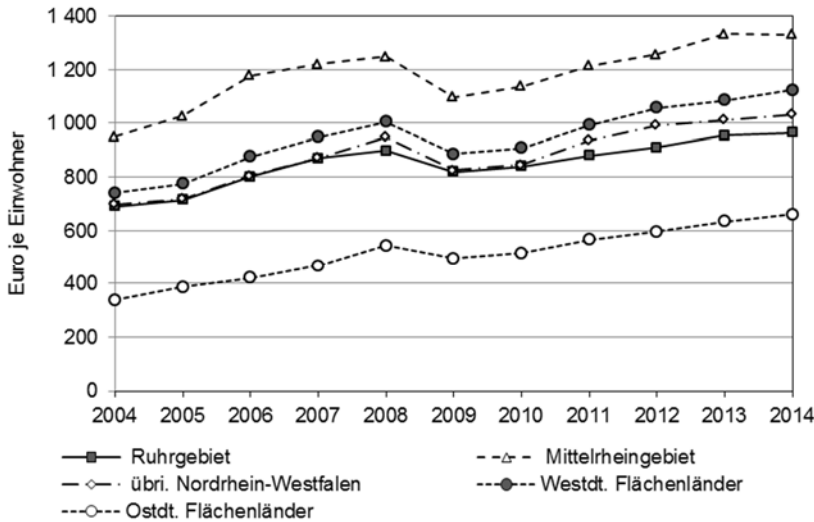 Euro je Einwohner
1 400
1 200
1 000
800
600
400
200
0
2004 2005 2006 2007 2008 2009 2010 2011 2012 2013 2014
Ruhrgebiet Mittelrheingebiet
übri. Nordrhein-Westfalen Westdt. Flächenländer
Ostdt. Flächenländer